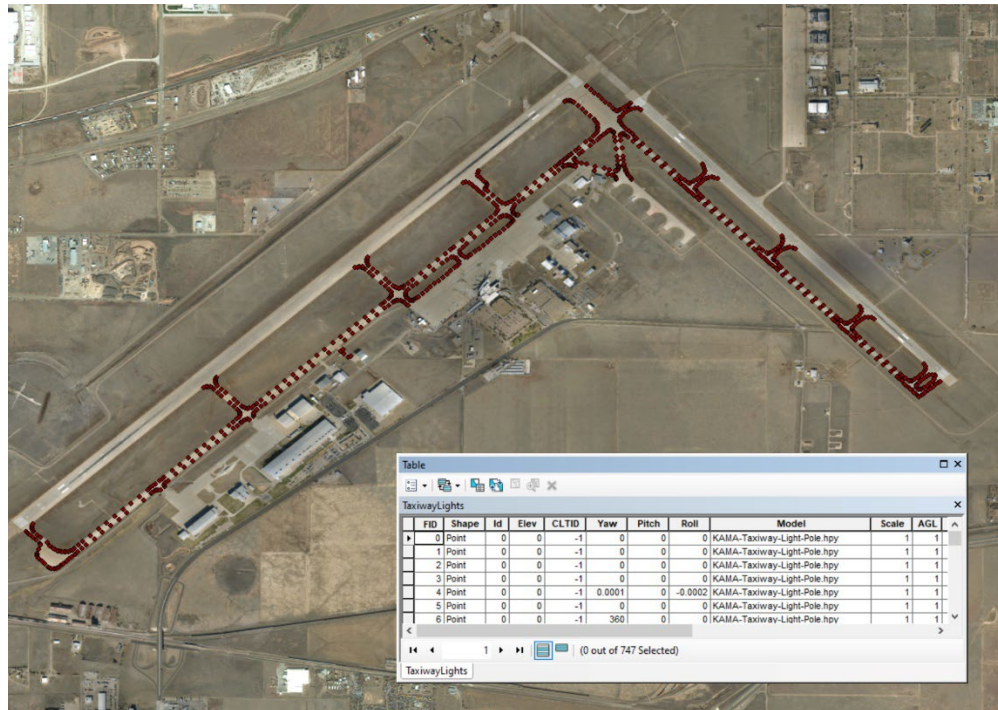 Table
TaxiwayLights
FID Shape Id Elev CLTID Yaw Pitch Roll Model Scale AGL
0 Point 0 0 -1 0 0 0 KAMA-Taxiway-Light-Pole.hpy 1 1
1 Point 0 0 -1 0 0 0 KAMA-Taxiway-Light-Pole.hpy 1 1
2 Point 0 0 -1 0 0 0 KAMA-Taxiway-Light-Pole.hpy 1 1
3 Point 0 0 -1 0 0 0 KAMA-Taxiway-Light-Pole.hpy 1 1
4 Point 0 0 -1 0.0001 0 -0.0002 KAMA-Taxiway-Light-Pole.hpy 1 1
5 Point 0 0 -1 0 0 0 KAMA-Taxiway-Light-Pole.hpy 1 1
6 Point 0 0 -1 360 0 0 KAMA-Taxiway-Light-Pole.hpy 1 1
1 (0 out of 747 Selected)
TaxiwayLights